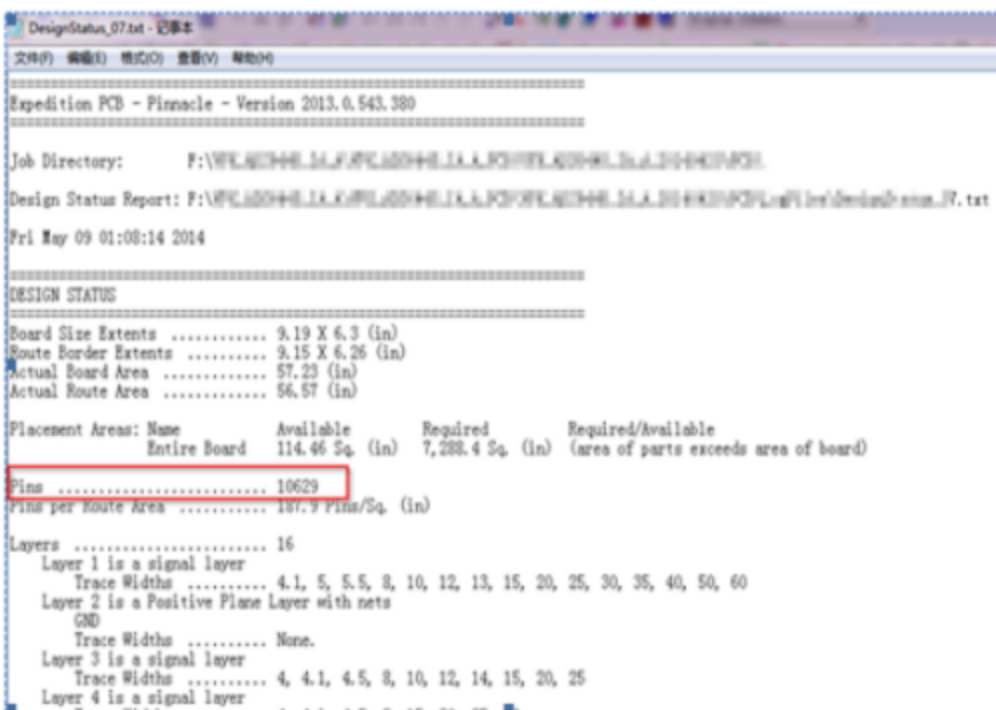 DesignStatus_07.txt - 记事本
文件(F) 编辑(E) 格式(O) 查看(V) 帮助(H)
================================================================
Expedition PCB - Pinnacle - Version 2013.0.543.380
================================================================
Job Directory: F:\
Design Status Report: F:\ 7.txt
Fri May 09 01:08:14 2014
================================================================
DESIGN STATUS
================================================================
Board Size Extents ............ 9.19 X 6.3 (in)
Route Border Extents .......... 9.15 X 6.26 (in)
Actual Board Area ............. 57.23 (in)
Actual Route Area ............. 56.57 (in)
Placement Areas: Name Available Required Required/Available
Entire Board 114.46 Sq. (in) 7,288.4 Sq. (in) (area of parts exceeds area of board)
Pins .......................... 10629
Pins per Route Area ........... 187.9 Pins/Sq. (in)
Layers ........................ 16
Layer 1 is a signal layer
Trace Widths .......... 4.1, 5, 5.5, 8, 10, 12, 13, 15, 20, 25, 30, 35, 40, 50, 60
Layer 2 is a Positive Plane Layer with nets
GND
Trace Widths .......... None.
Layer 3 is a signal layer
Trace Widths .......... 4, 4.1, 4.5, 8, 10, 12, 14, 15, 20, 25
Layer 4 is a signal layer